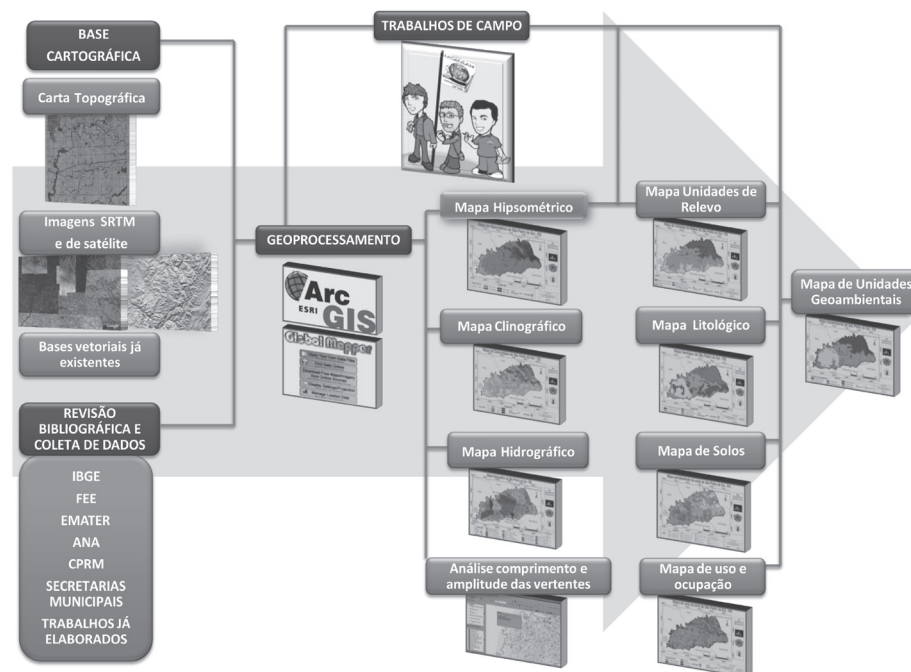 BASE
CARTOGRÁFICA
Carta Topográfica
Imagens SRTM
e de satélite
Bases vetoriais já
existentes
REVISÃO
BIBLIOGRÁFICA E
COLETA DE DADOS
IBGE
FEE
EMATER
ANA
CPRM
SECRETARIAS
MUNICIPAIS
TRABALHOS JÁ
ELABORADOS
TRABALHOS DE CAMPO
GEOPROCESSAMENTO
Arc
ESRI
GIS
Global Mapper
Mapa Hipsométrico
Mapa Clinográfico
Mapa Hidrográfico
Análise comprimento e
amplitude das vertentes
Mapa Unidades de
Relevo
Mapa Litológico
Mapa de Solos
Mapa de uso e
ocupação
Mapa de Unidades
Geoambientais